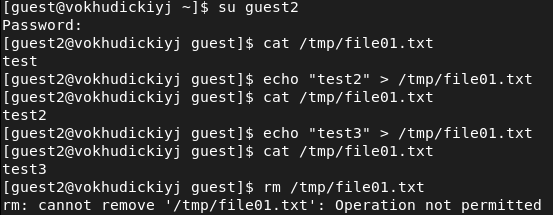 [guest@vokhudickiyj ~]$ su guest2
Password:
[guest2@vokhudickiyj guest]$ cat /tmp/file01.txt
test
[guest2@vokhudickiyj guest]$ echo "test2" > /tmp/file01.txt
[guest2@vokhudickiyj guest]$ cat /tmp/file01.txt
test2
[guest2@vokhudickiyj guest]$ echo "test3" > /tmp/file01.txt
[guest2@vokhudickiyj guest]$ cat /tmp/file01.txt
test3
[guest2@vokhudickiyj guest]$ rm /tmp/file01.txt
rm: cannot remove '/tmp/file01.txt': Operation not permitted